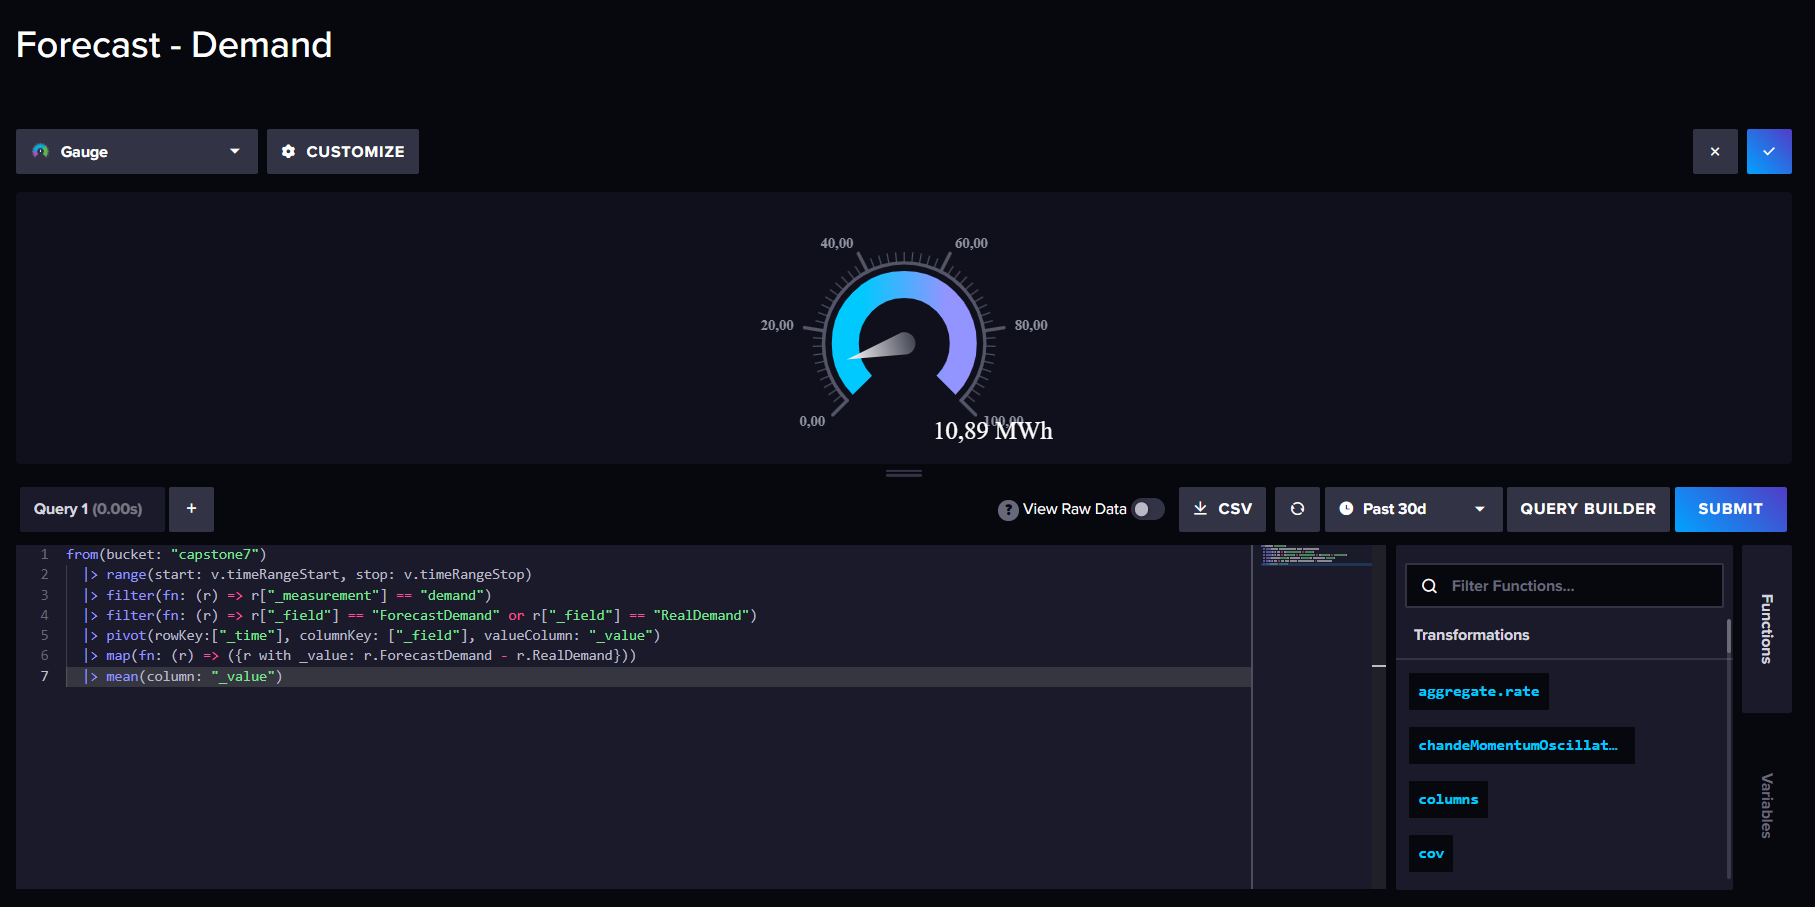 Forecast - Demand
Gauge
CUSTOMIZE
40,00
60,00
20,00
80,00
0,00
100,00
10,89 MWh
Query 1 (0.00s)
+
? View Raw Data
CSV
Past 30d
QUERY BUILDER
SUBMIT
1 from(bucket: "capstone7")
2 |> range(start: v.timeRangeStart, stop: v.timeRangeStop)
3 |> filter(fn: (r) => r["_measurement"] == "demand")
4 |> filter(fn: (r) => r["_field"] == "ForecastDemand" or r["_field"] == "RealDemand")
5 |> pivot(rowKey:["_time"], columnKey: ["_field"], valueColumn: "_value")
6 |> map(fn: (r) => ({r with _value: r.ForecastDemand - r.RealDemand}))
7 |> mean(column: "_value")
Filter Functions...
Transformations
aggregate.rate
chandeMomentumOscillat...
columns
cov
Functions
Variables